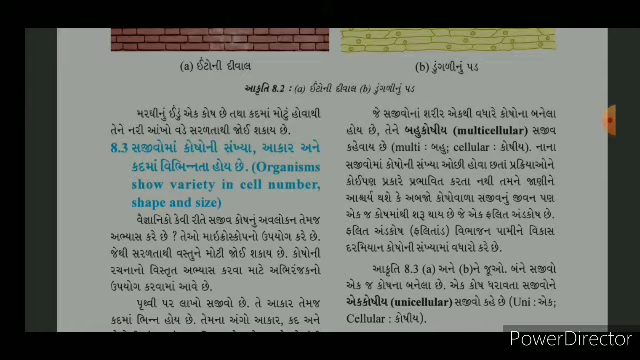 (a) ઈંટોની દીવાલ
(b) ડુંગળીનું પડ
આકૃતિ 8.2 : (a) ઈંટોની દીવાલ (b) ડુંગળીનું પડ
મરઘીનું ઈંડું એક કોષ છે તથા કદમાં મોટું હોવાથી
તેને નરી આંખો વડે સરળતાથી જોઈ શકાય છે.
8.3 સજીવોમાં કોષોની સંખ્યા, આકાર અને
કદમાં વિભિન્નતા હોય છે. (Organisms
show variety in cell number,
shape and size)
વૈજ્ઞાનિકો કેવી રીતે સજીવ કોષનું અવલોકન તેમજ
અભ્યાસ કરે છે ? તેઓ માઇક્રોસ્કોપનો ઉપયોગ કરે છે.
જેથી સરળતાથી વસ્તુને મોટી જોઈ શકાય છે. કોષોની
રચનાનો વિસ્તૃત અભ્યાસ કરવા માટે અભિરંજકનો
ઉપયોગ કરવામાં આવે છે.
પૃથ્વી પર લાખો સજીવો છે. તે આકાર તેમજ
કદમાં ભિન્ન હોય છે. તેમના અંગો આકાર, કદ અને
જે સજીવોનાં શરીર એકથી વધારે કોષોના બનેલા
હોય છે, તેને બહુકોષીય (multicellular) સજીવ
કહેવાય છે (multi : બહુ; cellular : કોષીય). નાના
સજીવોમાં કોષોની સંખ્યા ઓછી હોવા છતાં પ્રક્રિયાઓને
કોઈપણ પ્રકારે પ્રભાવિત કરતા નથી તમને જાણીને
આશ્ચર્ય થશે કે અબજો કોષોવાળા સજીવનું જીવન પણ
એક જ કોષમાંથી શરૂ થાય છે જે એક ફલિત અંડકોષ છે.
ફલિત અંડકોષ (ફલિતાંડ) વિભાજન પામીને વિકાસ
દરમિયાન કોષોની સંખ્યામાં વધારો કરે છે.
આકૃતિ 8.3 (a) અને (b)ને જૂઓ. બંને સજીવો
એક જ કોષના બનેલા છે. એક કોષ ધરાવતા સજીવોને
એકકોષીય (unicellular) સજીવો કહે છે (Uni : એક;
Cellular : કોષીય).
PowerDirector